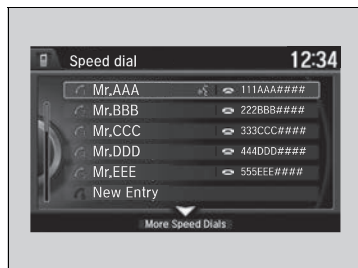 Speed dial 12:34
Mr.AAA 111AAA####
Mr.BBB 222BBB####
Mr.CCC 333CCC####
Mr.DDD 444DDD####
Mr.EEE 555EEE####
New Entry
More Speed Dials